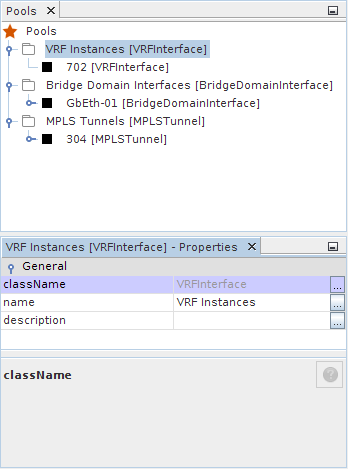 Pools
Pools
VRF Instances [VRFInterface]
702 [VRFInterface]
Bridge Domain Interfaces [BridgeDomainInterface]
GbEth-01 [BridgeDomainInterface]
MPLS Tunnels [MPLSTunnel]
304 [MPLSTunnel]
VRF Instances [VRFInterface] - Properties
General
className VRFInterface ...
name VRF Instances ...
description ...
className ?